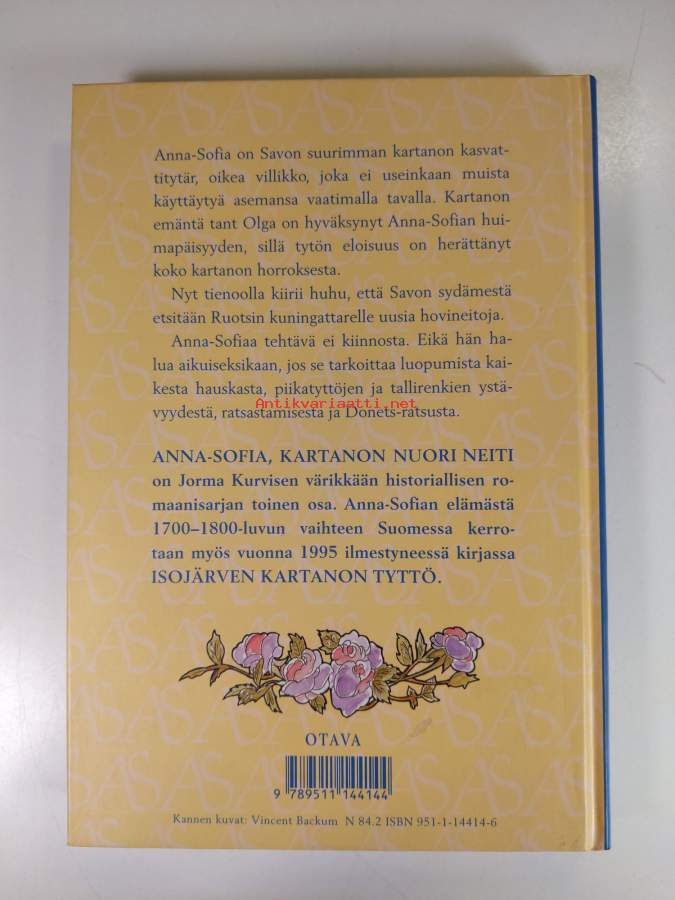 Anna-Sofia on Savon suurimman kartanon kasvat-
titytär, oikea villikko, joka ei useinkaan muista
käyttäytyä asemansa vaatimalla tavalla. Kartanon
emäntä tant Olga on hyväksynyt Anna-Sofian hui-
mapäisyyden, sillä tytön eloisuus on herättänyt
koko kartanon horroksesta.
Nyt tienoolla kiirii huhu, että Savon sydämestä
etsitään Ruotsin kuningattarelle uusia hovineitoja.
Anna-Sofiaa tehtävä ei kiinnosta. Eikä hän ha-
lua aikuiseksikaan, jos se tarkoittaa luopumista kai-
kesta hauskasta, piikatyttöjen ja tallirenkien ystä-
vyydestä, ratsastamisesta ja Donets-ratsusta.
Antikvariaatti.net
ANNA-SOFIA, KARTANON NUORI NEITI
on Jorma Kurvisen värikkään historiallisen ro-
maanisarjan toinen osa. Anna-Sofian elämästä
1700–1800-luvun vaihteen Suomessa kerro-
taan myös vuonna 1995 ilmestyneessä kirjassa
ISOJÄRVEN KARTANON TYTTÖ.
OTAVA
9 789511 144144
Kannen kuvat: Vincent Backum N 84.2 ISBN 951-1-14414-6